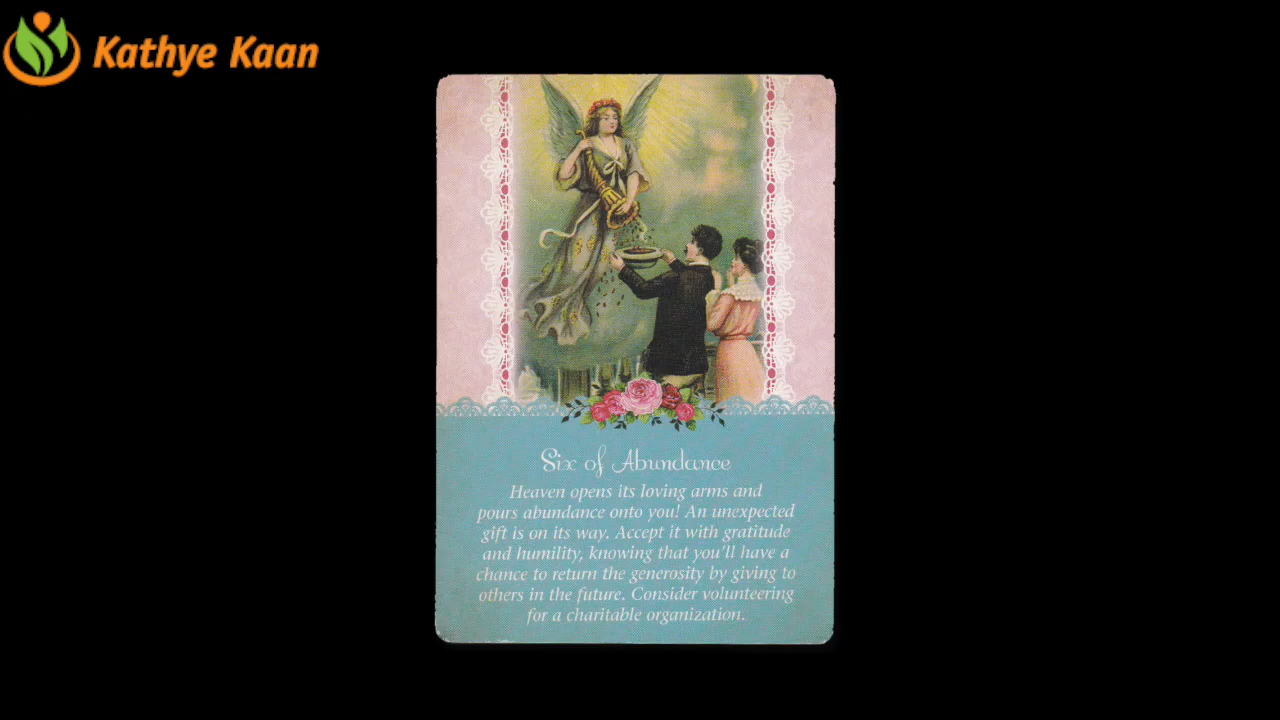 Kathye Kaan
Six of Abundance
Heaven opens its loving arms and
pours abundance onto you! An unexpected
gift is on its way. Accept it with gratitude
and humility, knowing that you'll have a
chance to return the generosity by giving to
others in the future. Consider volunteering
for a charitable organization.